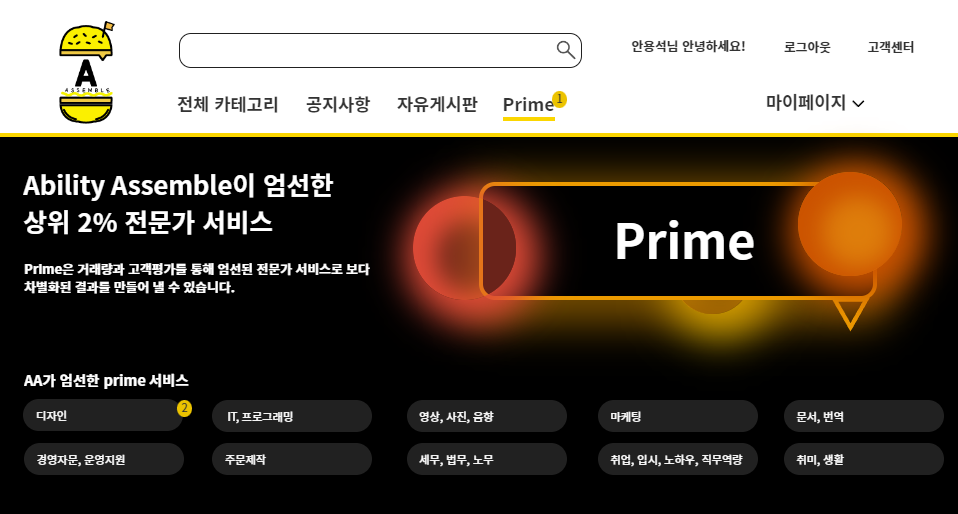 A
ASSEMBLE
안용석님 안녕하세요!
로그아웃
고객센터
전체 카테고리
공지사항
자유게시판
Prime
1
마이페이지
Ability Assemble이 엄선한
상위 2% 전문가 서비스
Prime은 거래량과 고객평가를 통해 엄선된 전문가 서비스로 보다
차별화된 결과를 만들어 낼 수 있습니다.
Prime
AA가 엄선한 prime 서비스
디자인
2
IT, 프로그래밍
영상, 사진, 음향
마케팅
문서, 번역
경영자문, 운영지원
주문제작
세무, 법무, 노무
취업, 입시, 노하우, 직무역량
취미, 생활